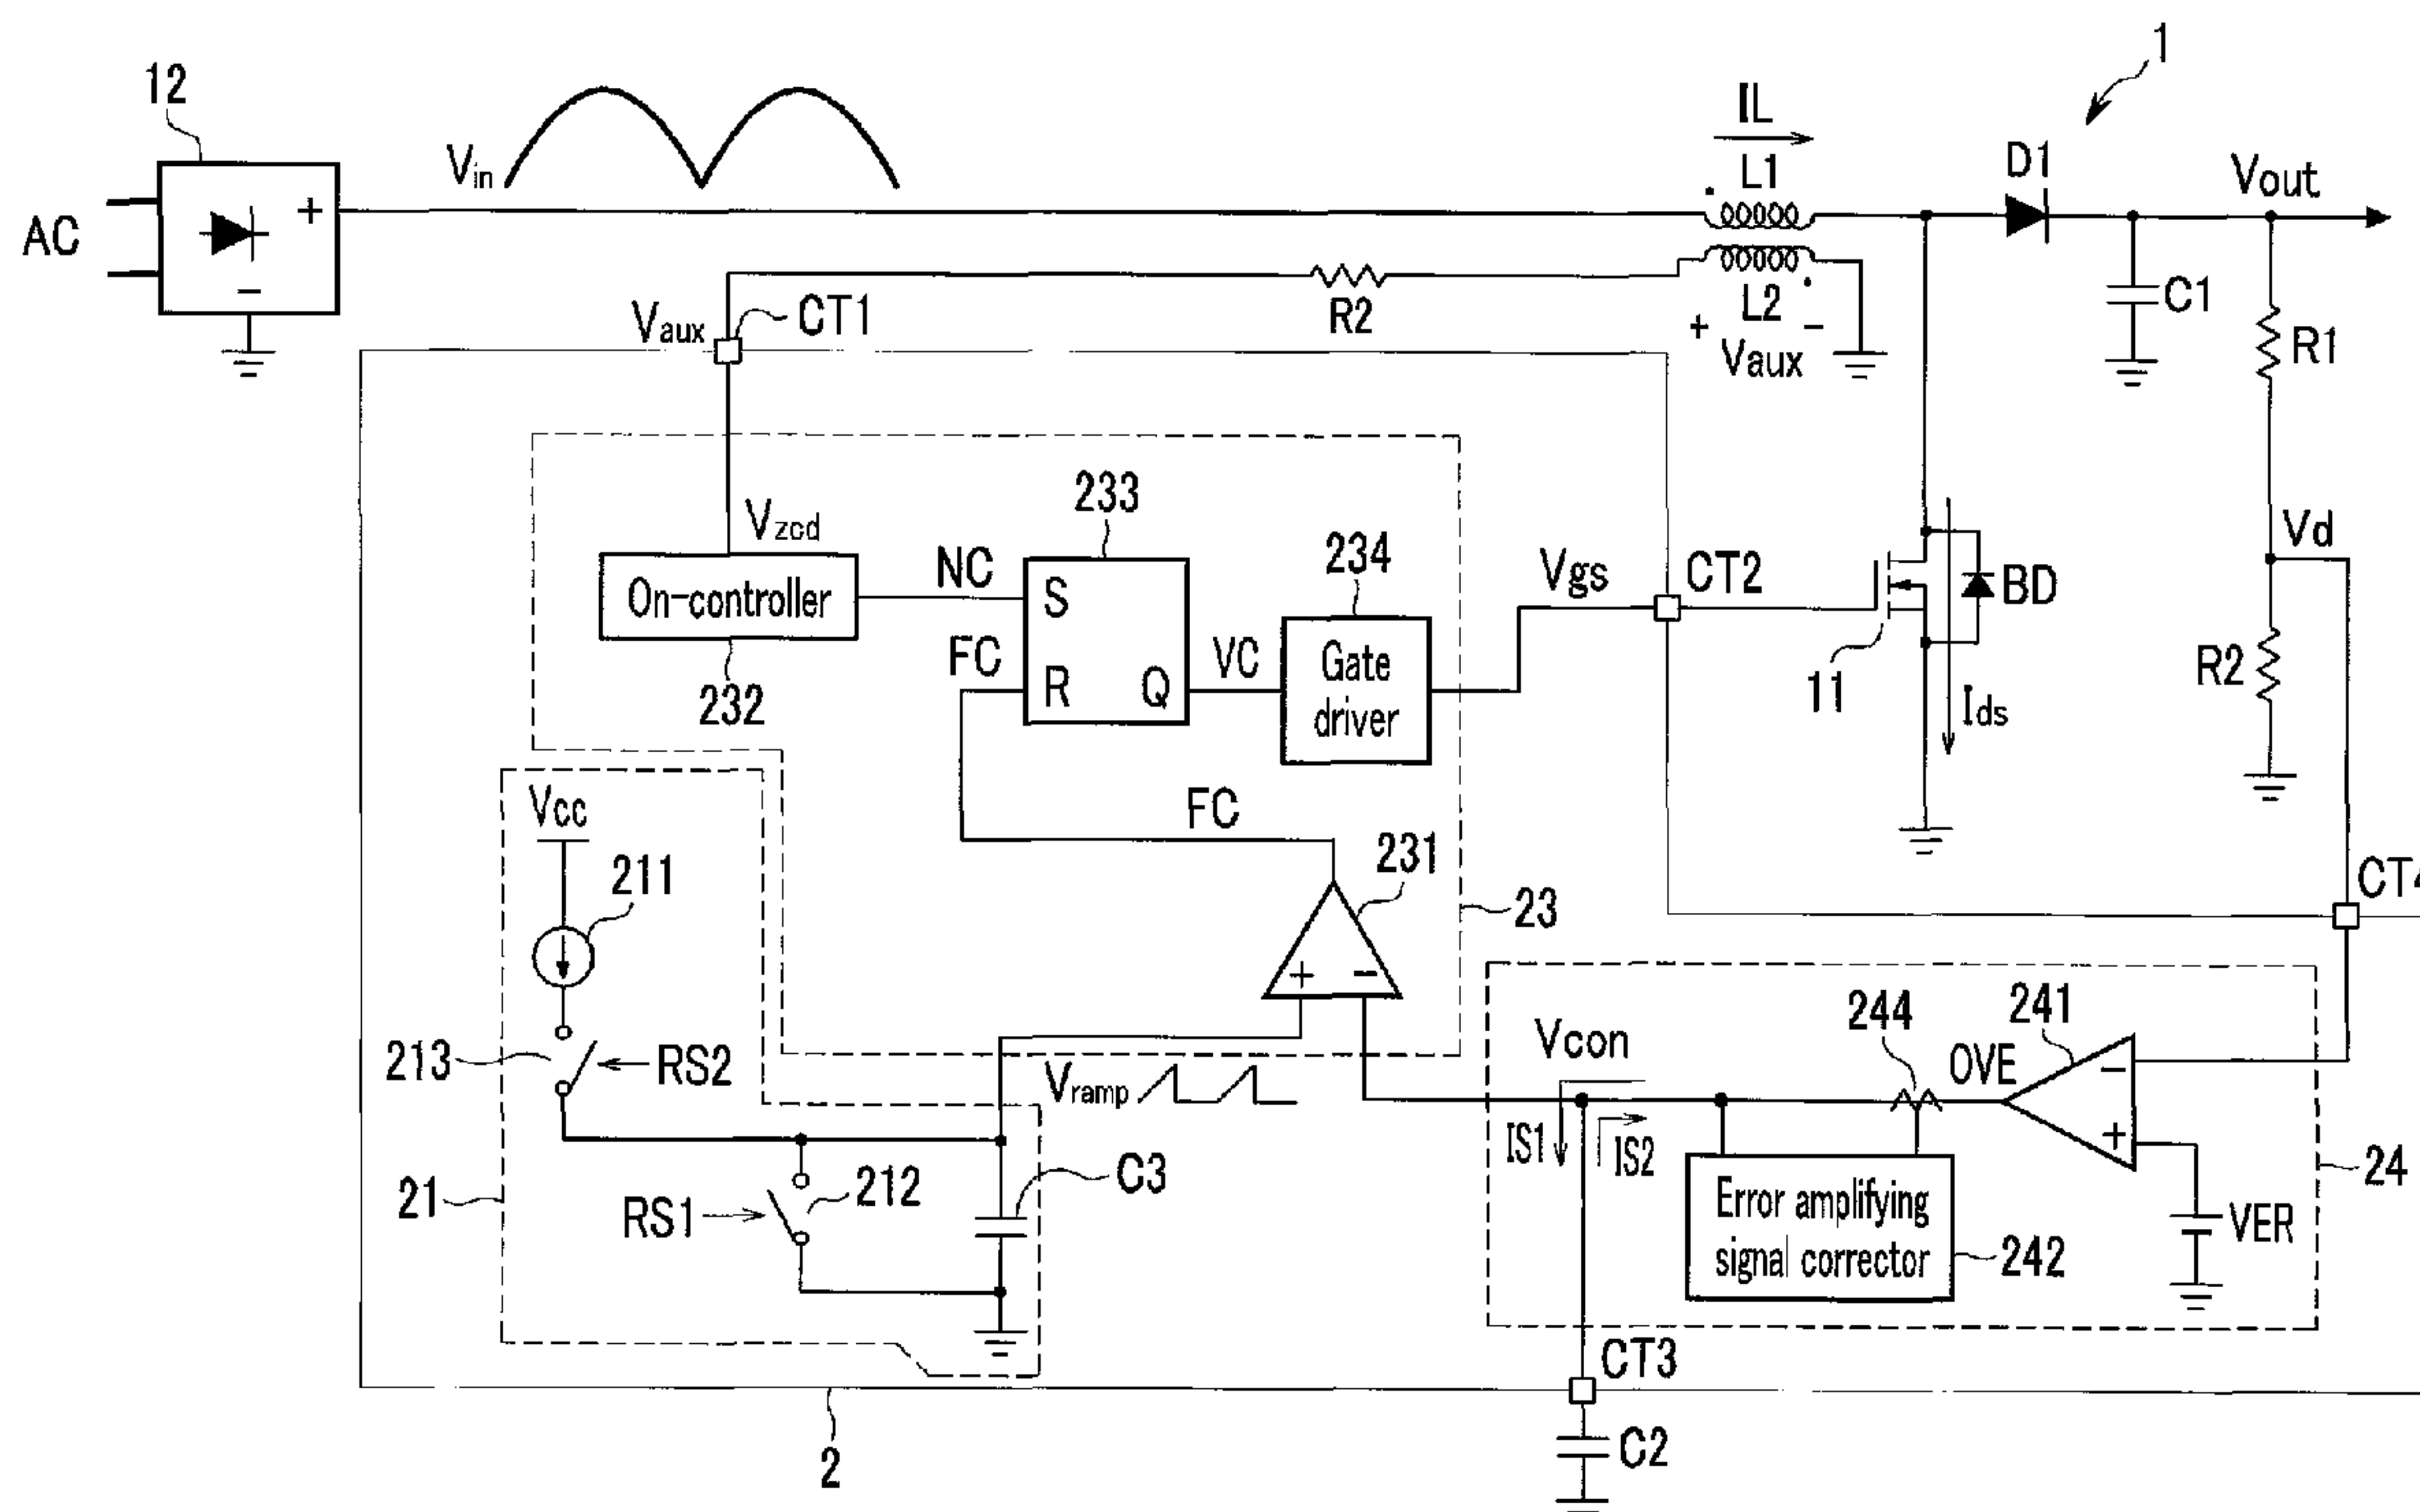 1
12
AC
+
−
Vin
IL
L1
D1
Vout
Vaux
CT1
R2
L2
+ −
Vaux
C1
R1
Vzcd
On-controller
232
NC
FC
233
S
R
Q
VC
234
Gate
driver
Vgs
CT2
11
BD
Ids
Vd
R2
Vcc
211
213
RS2
21
RS1
212
C3
FC
231
+ −
23
Vramp
Vcon
IS1
IS2
244
OVE
241
−
+
CT4
24
VER
Error amplifying
signal corrector
242
CT3
2
C2